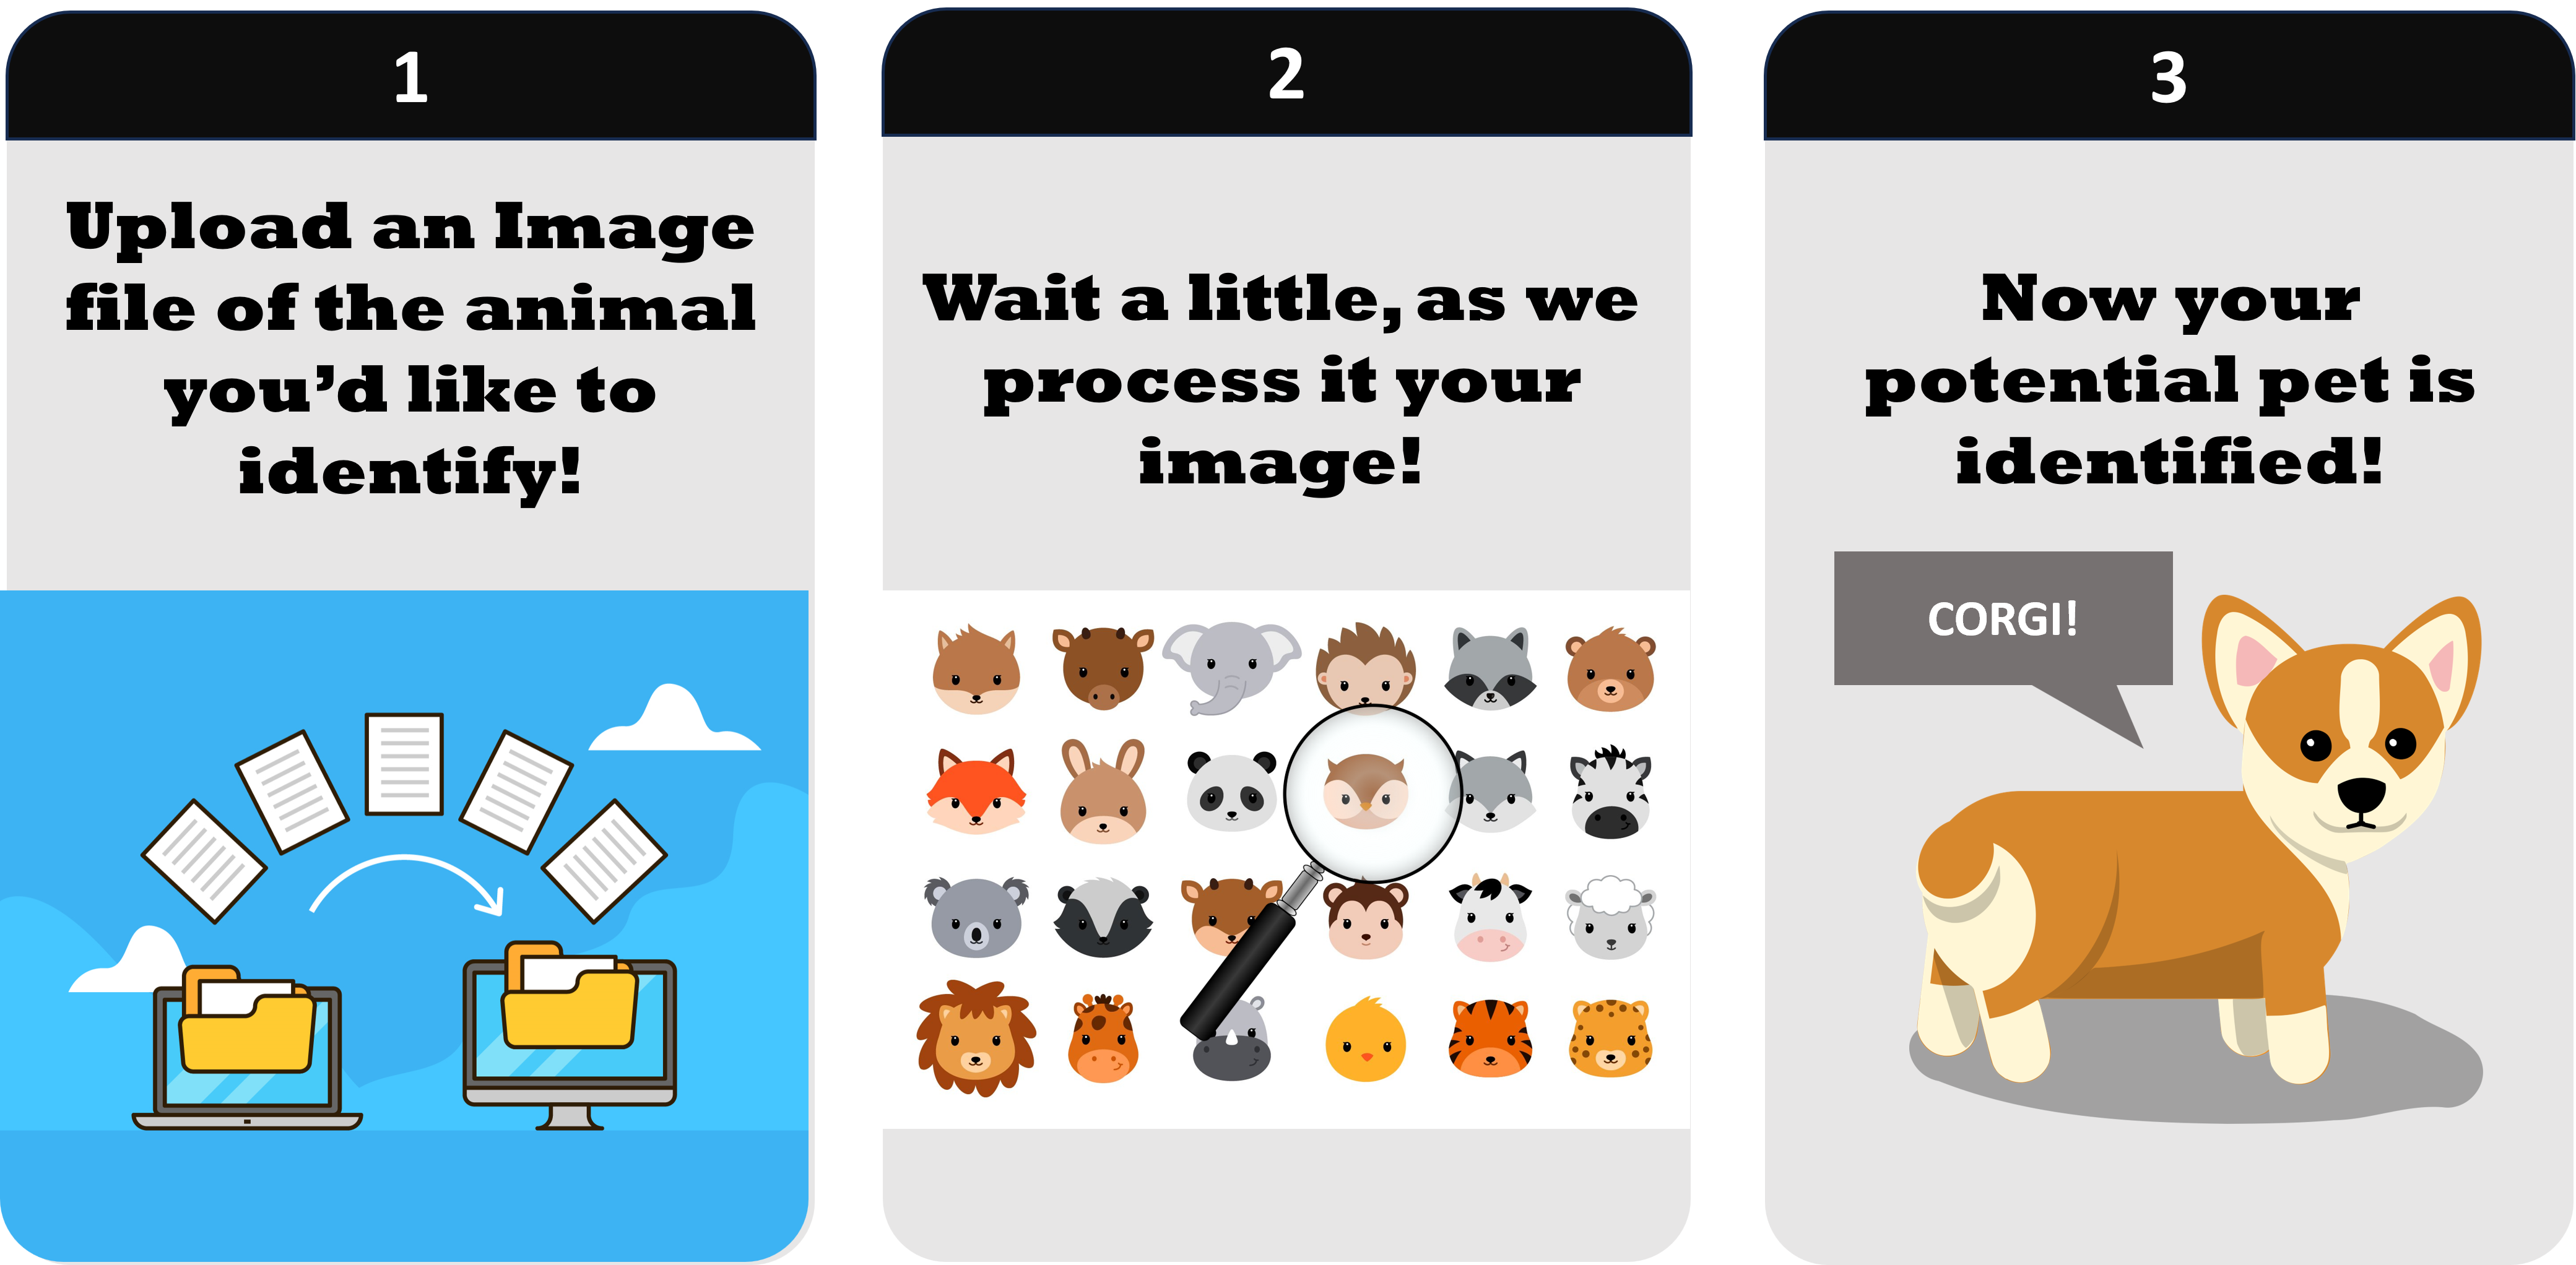 1
Upload an Image
file of the animal
you’d like to
identify!
2
Wait a little, as we
process it your
image!
3
Now your
potential pet is
identified!
CORGI!